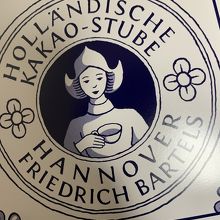 HOLLÄNDISCHE
KAKAO-STUBE
HANNOVER
FRIEDRICH BARTELS